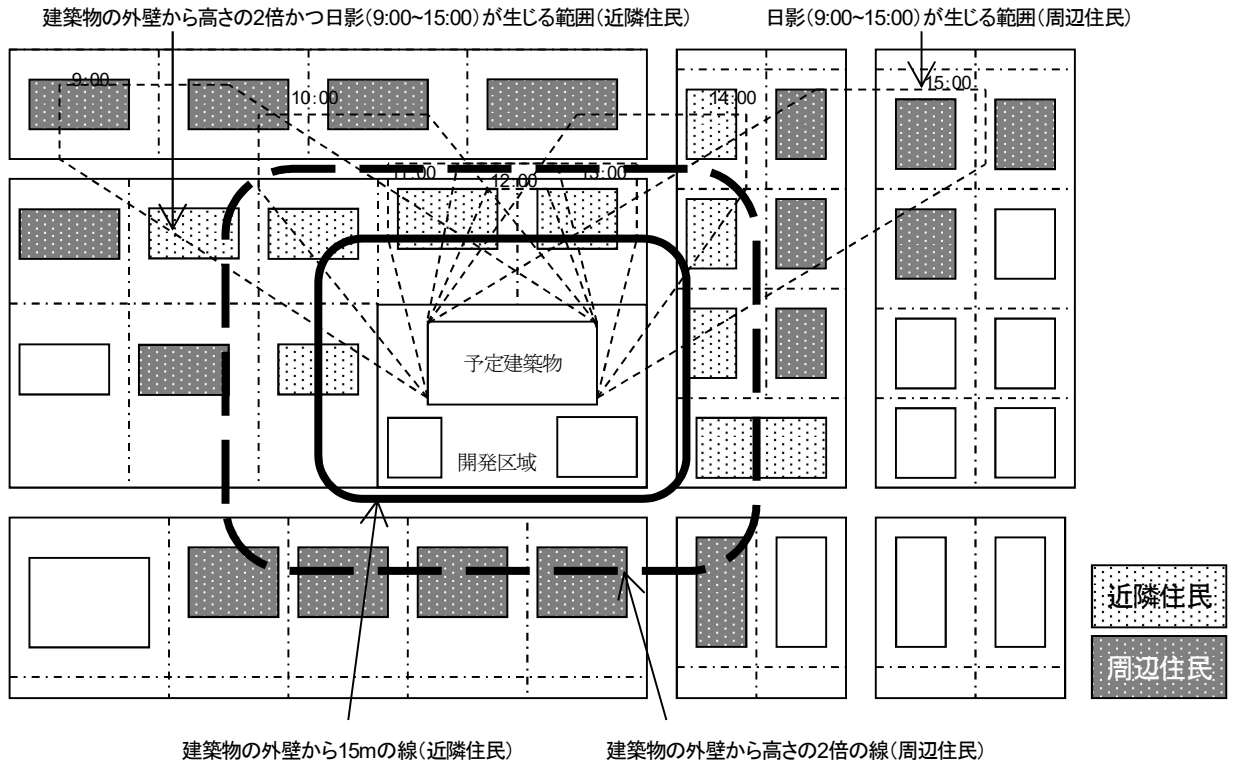 建築物の外壁から高さの2倍かつ日影(9:00~15:00)が生じる範囲(近隣住民)
日影(9:00~15:00)が生じる範囲(周辺住民)
9:00
10:00
14:00
15:00
11:00
12:00
13:00
予定建築物
開発区域
近隣住民
周辺住民
建築物の外壁から15mの線(近隣住民)
建築物の外壁から高さの2倍の線(周辺住民)